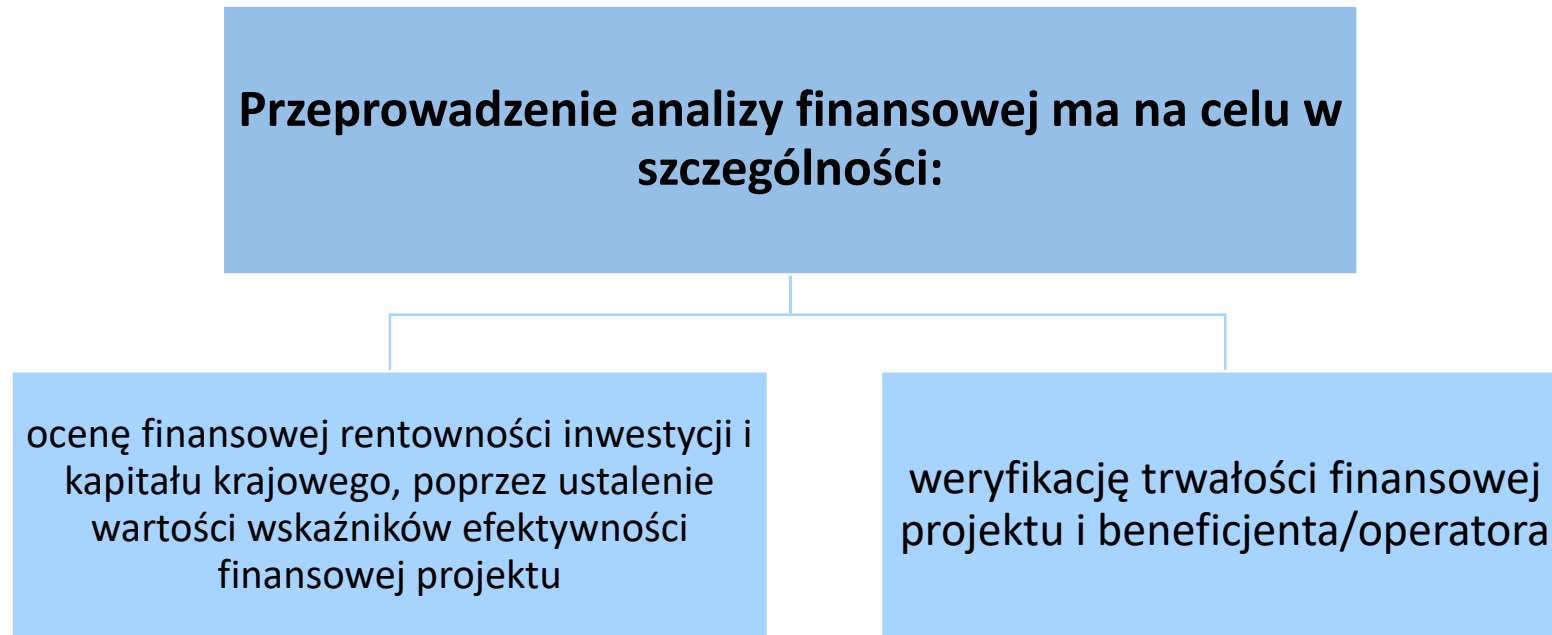 Przeprowadzenie analizy finansowej ma na celu w
szczególności:
ocenę finansowej rentowności inwestycji i
kapitału krajowego, poprzez ustalenie
wartości wskaźników efektywności
finansowej projektu
weryfikację trwałości finansowej
projektu i beneficjenta/operatora